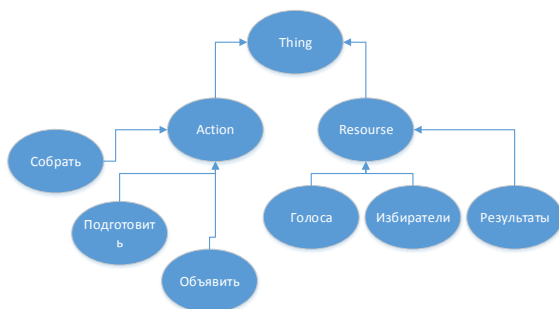 Thing
Action
Resourse
Собрать
Подготовит
ь
Голоса
Избиратели
Результаты
Объявить